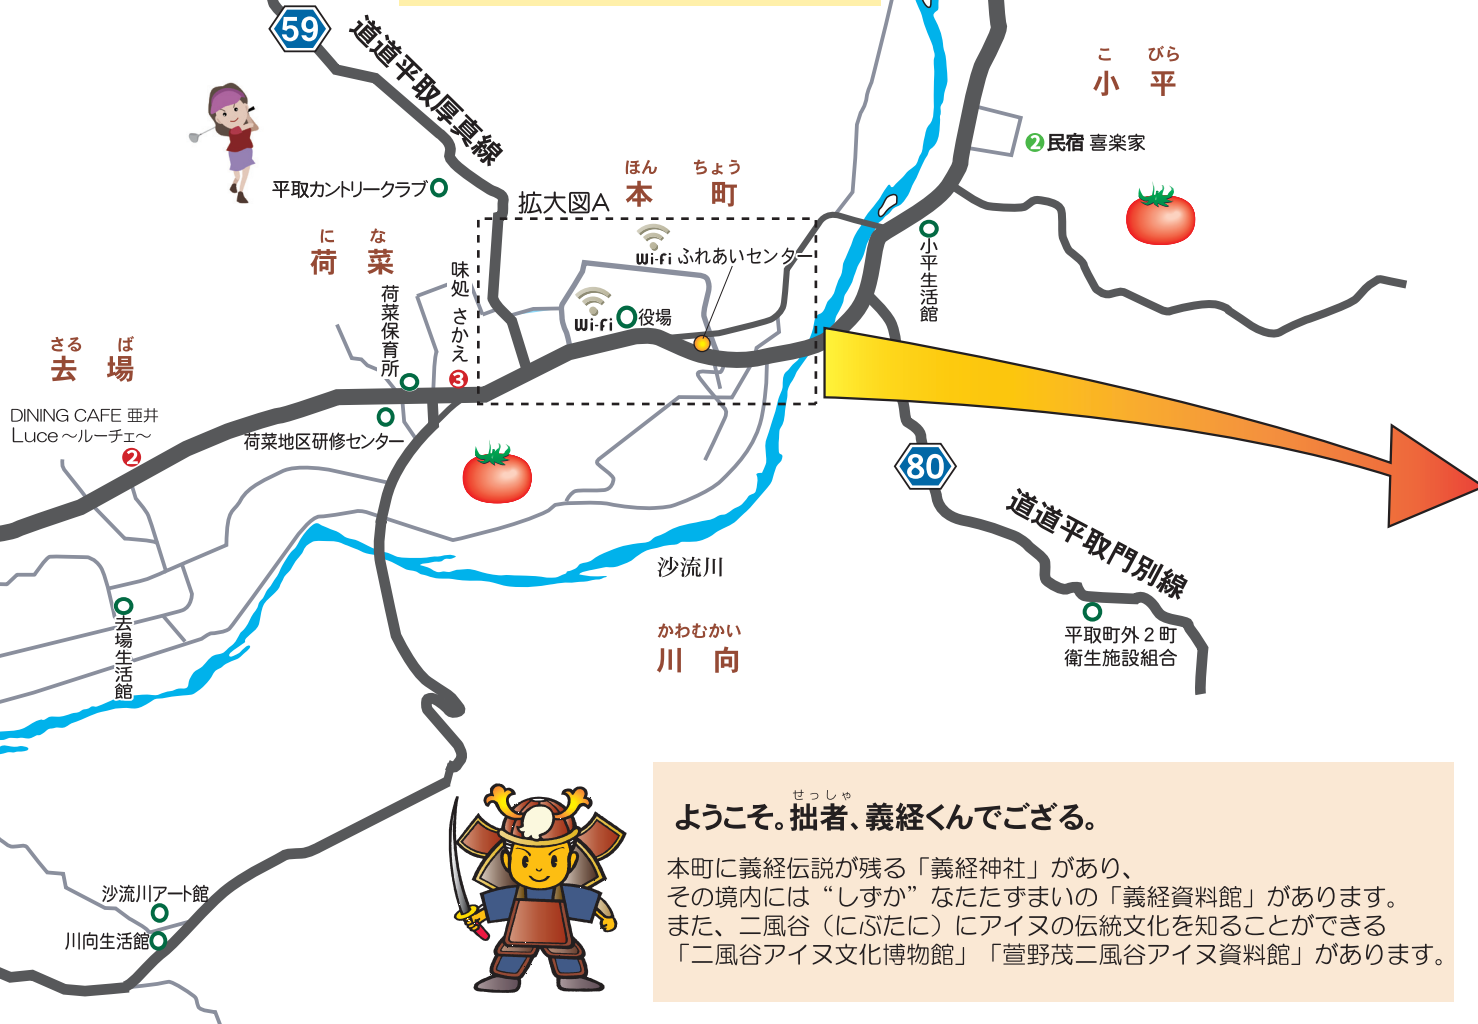 59
道道平取厚真線
こ びら
小 平
2 民宿 喜楽家
平取カントリークラブ
ほん ちょう
本 町
拡大図A
に な
荷 菜
Wi-Fi ふれあいセンター
味処 さかえ
3
荷菜保育所
Wi-Fi
役場
小平生活館
さる ば
去 場
DINING CAFE 亜井
Luce ～ルーチェ～
2
荷菜地区研修センター
80
道道平取門別線
沙流川
去場生活館
かわむかい
川 向
平取町外2町
衛生施設組合
沙流川アート館
川向生活館
せっしゃ
ようこそ。拙者、義経くんでござる。
本町に義経伝説が残る「義経神社」があり、
その境内には“しずか”なたたずまいの「義経資料館」があります。
また、二風谷（にぶたに）にアイヌの伝統文化を知ることができる
「二風谷アイヌ文化博物館」「萱野茂二風谷アイヌ資料館」があります。